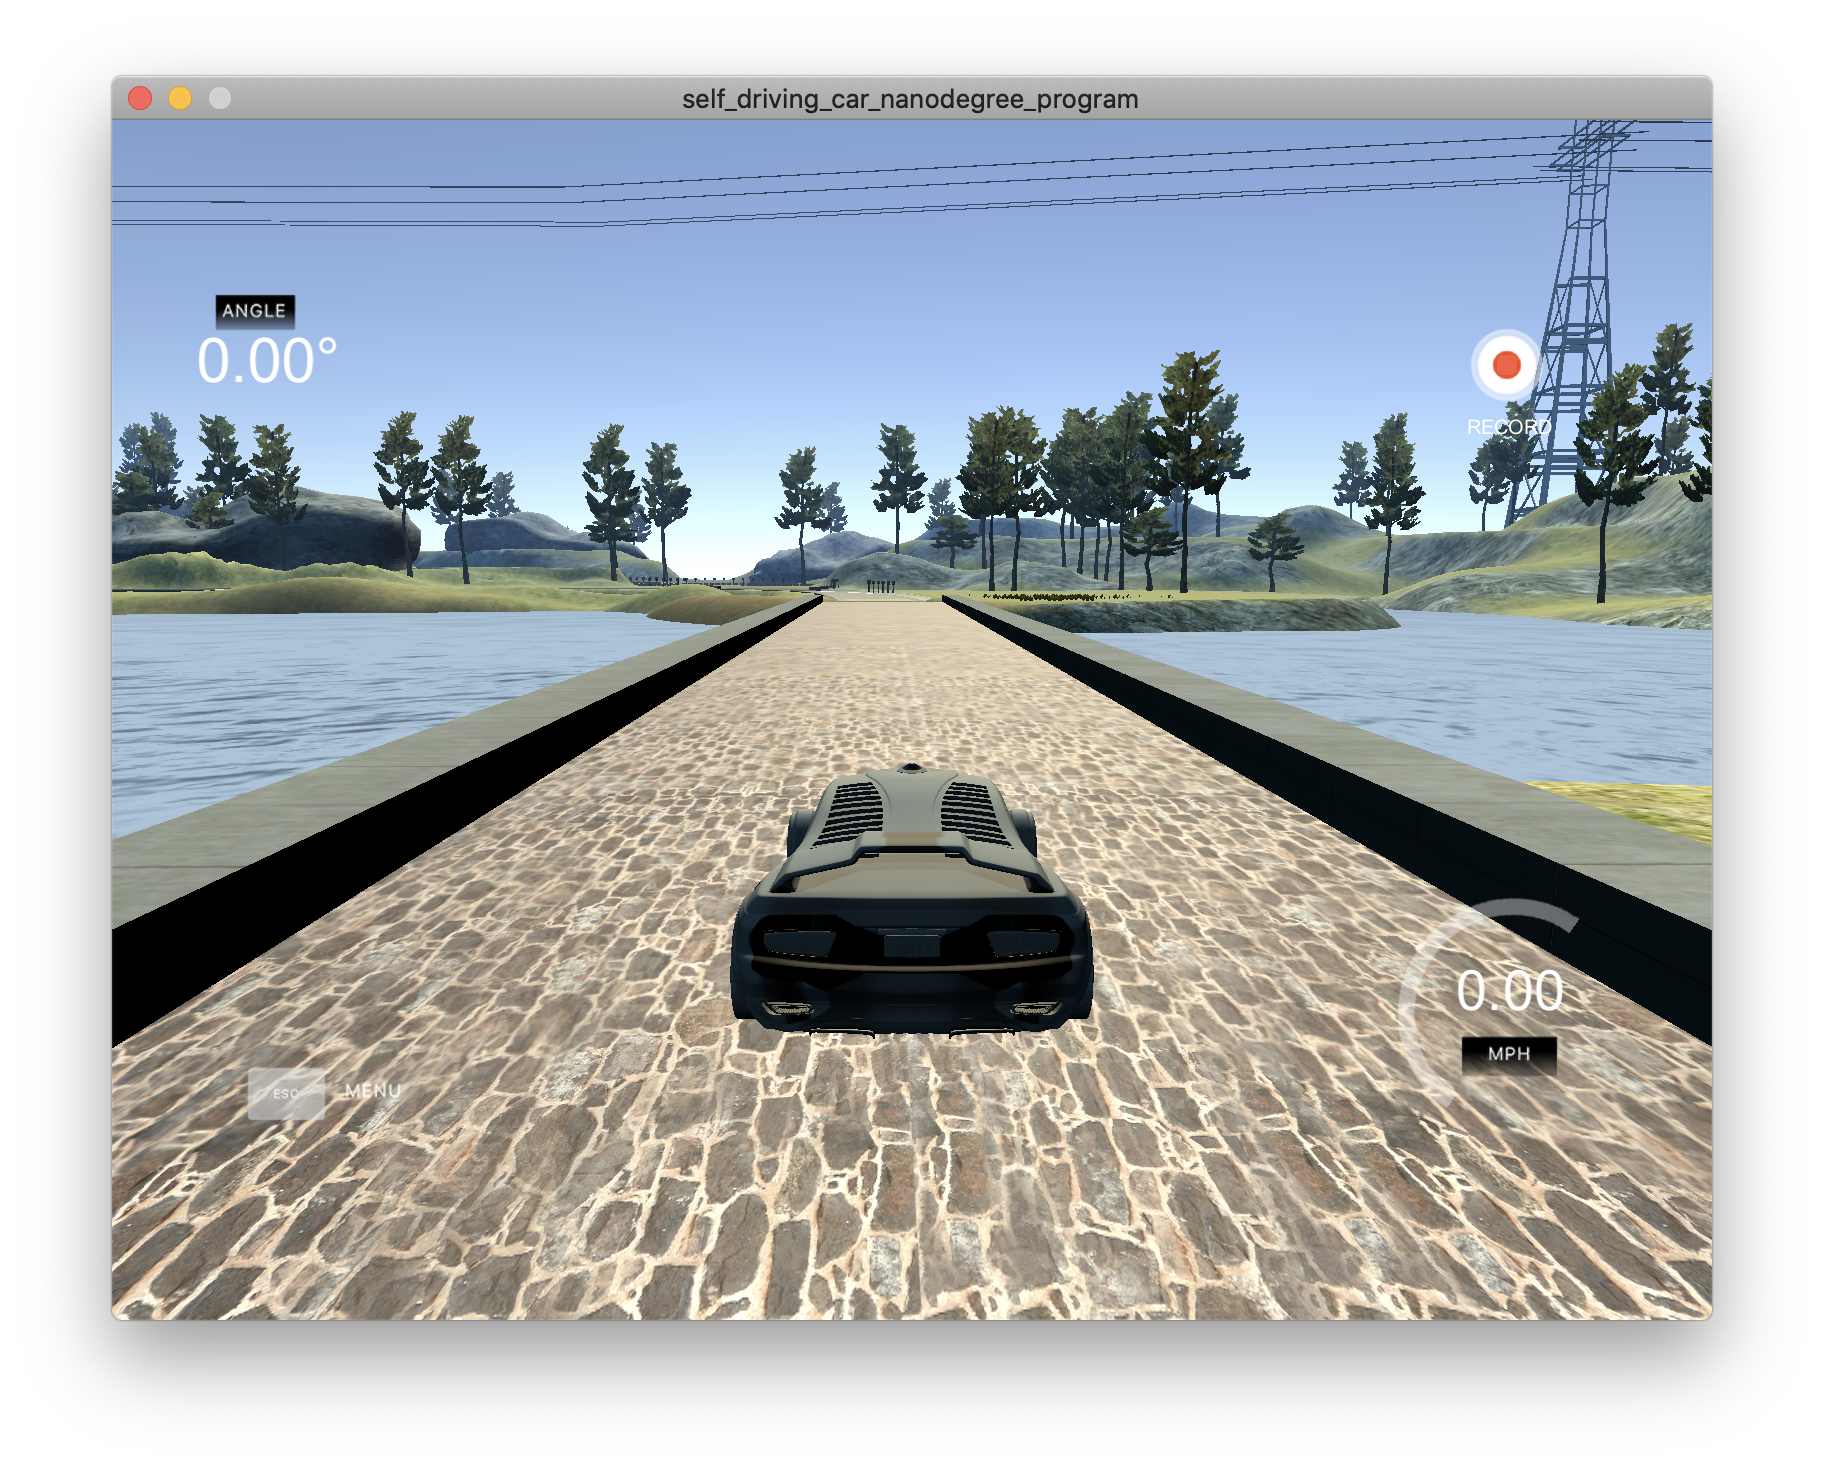 self_driving_car_nanodegree_program
ANGLE
0.00°
RECORD
0.00
MPH
ESC MENU